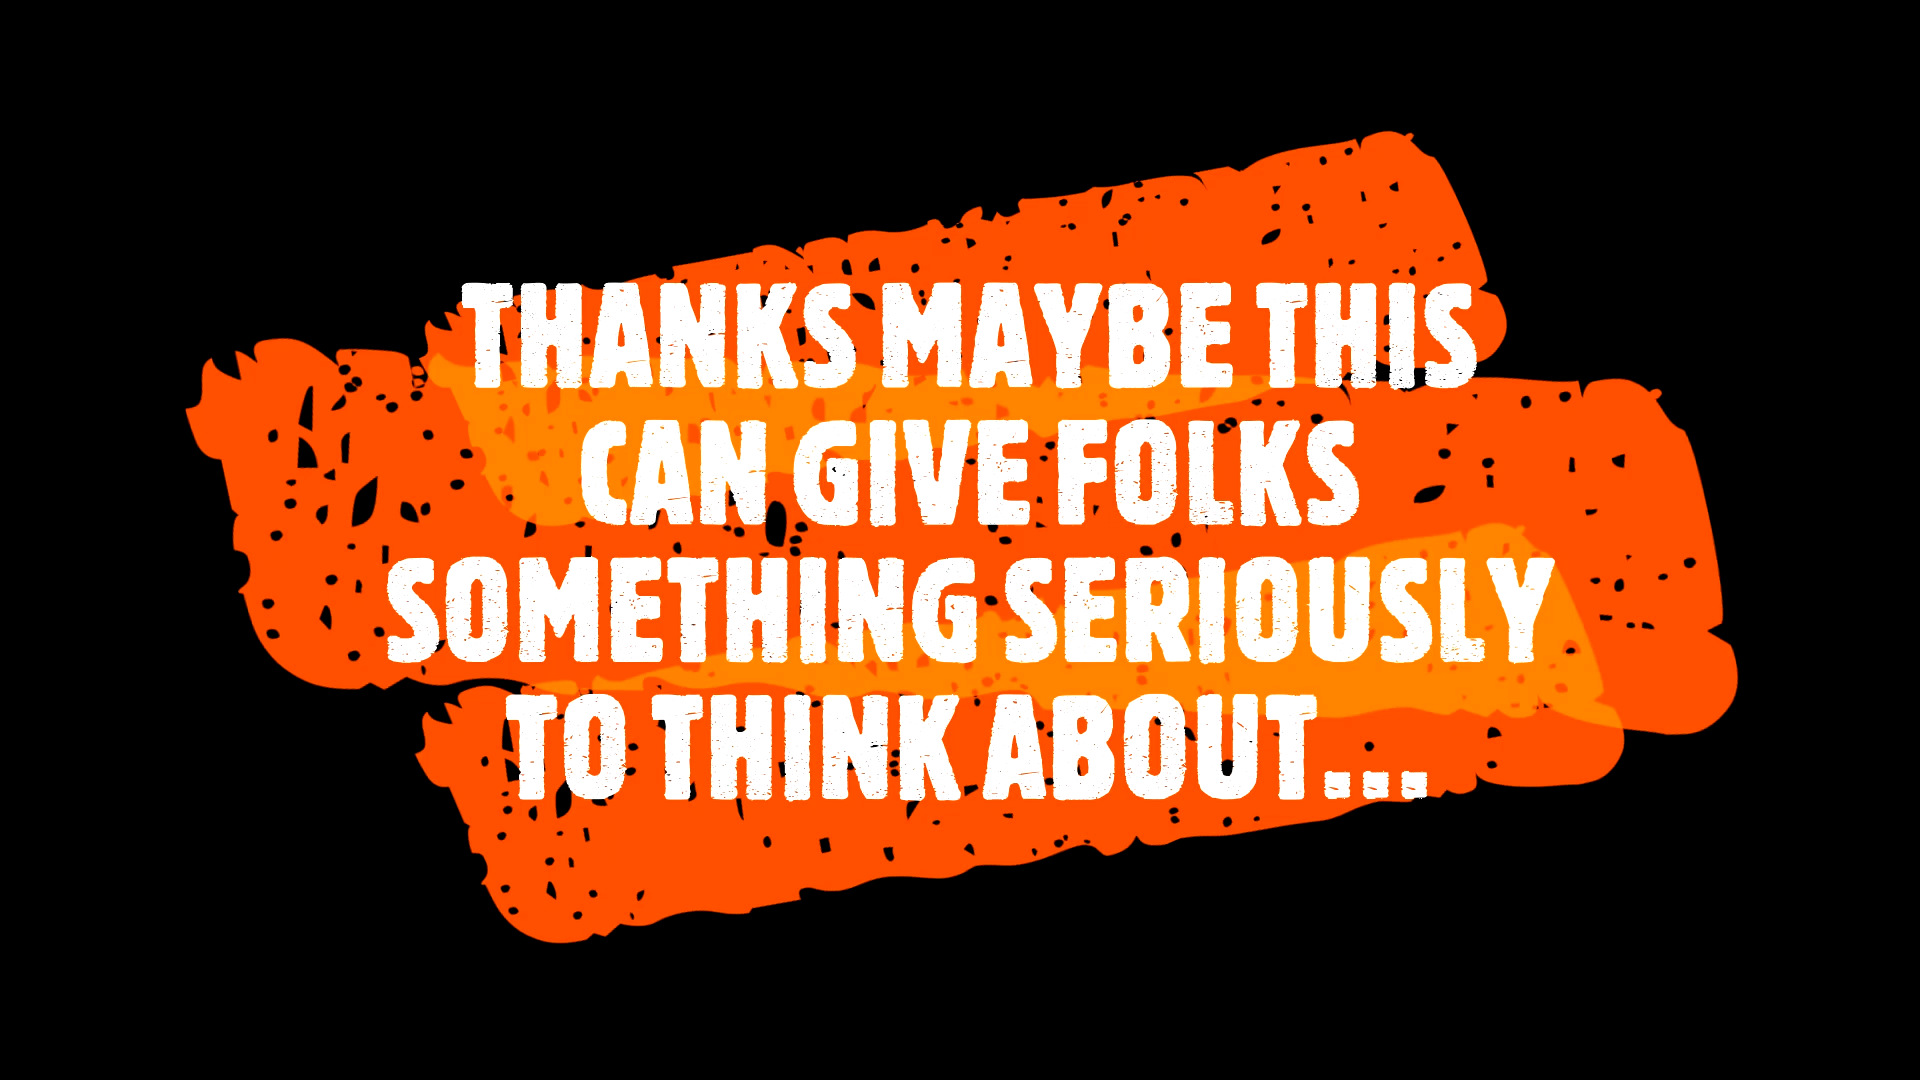 THANKS MAYBE THIS
CAN GIVE FOLKS
SOMETHING SERIOUSLY
TO THINK ABOUT...